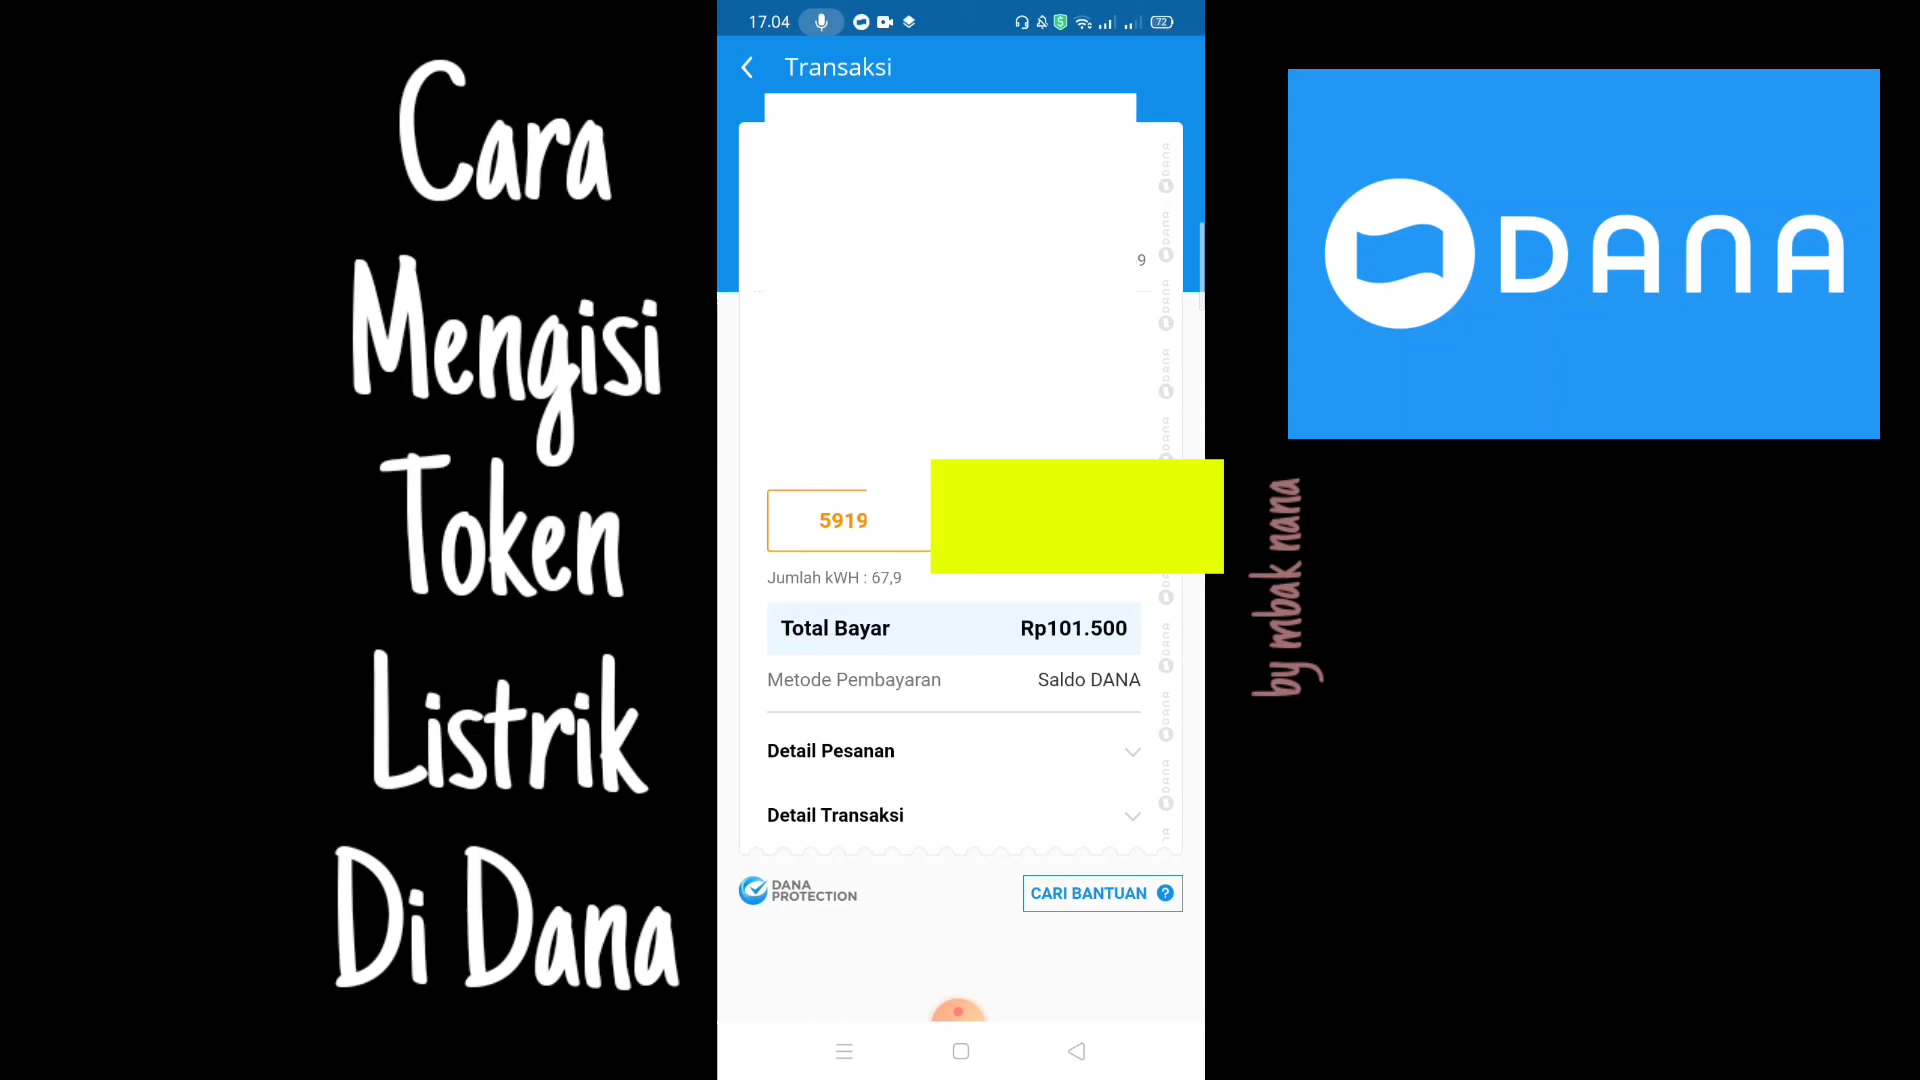 Cara
Mengisi
Token
Listrik
Di Dana
17.04
72
Transaksi
9
5919
Jumlah kWH : 67,9
Total Bayar Rp101.500
Metode Pembayaran Saldo DANA
Detail Pesanan
Detail Transaksi
DANA
PROTECTION
CARI BANTUAN ?
DANA
by mbak nana